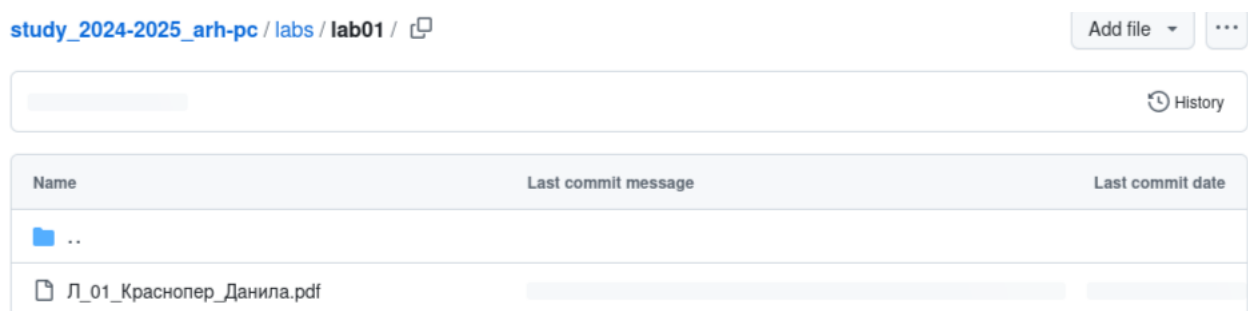 study_2024-2025_arh-pc / labs / lab01 / Add file ...
History
Name Last commit message Last commit date
..
Л_01_Краснопер_Данила.pdf